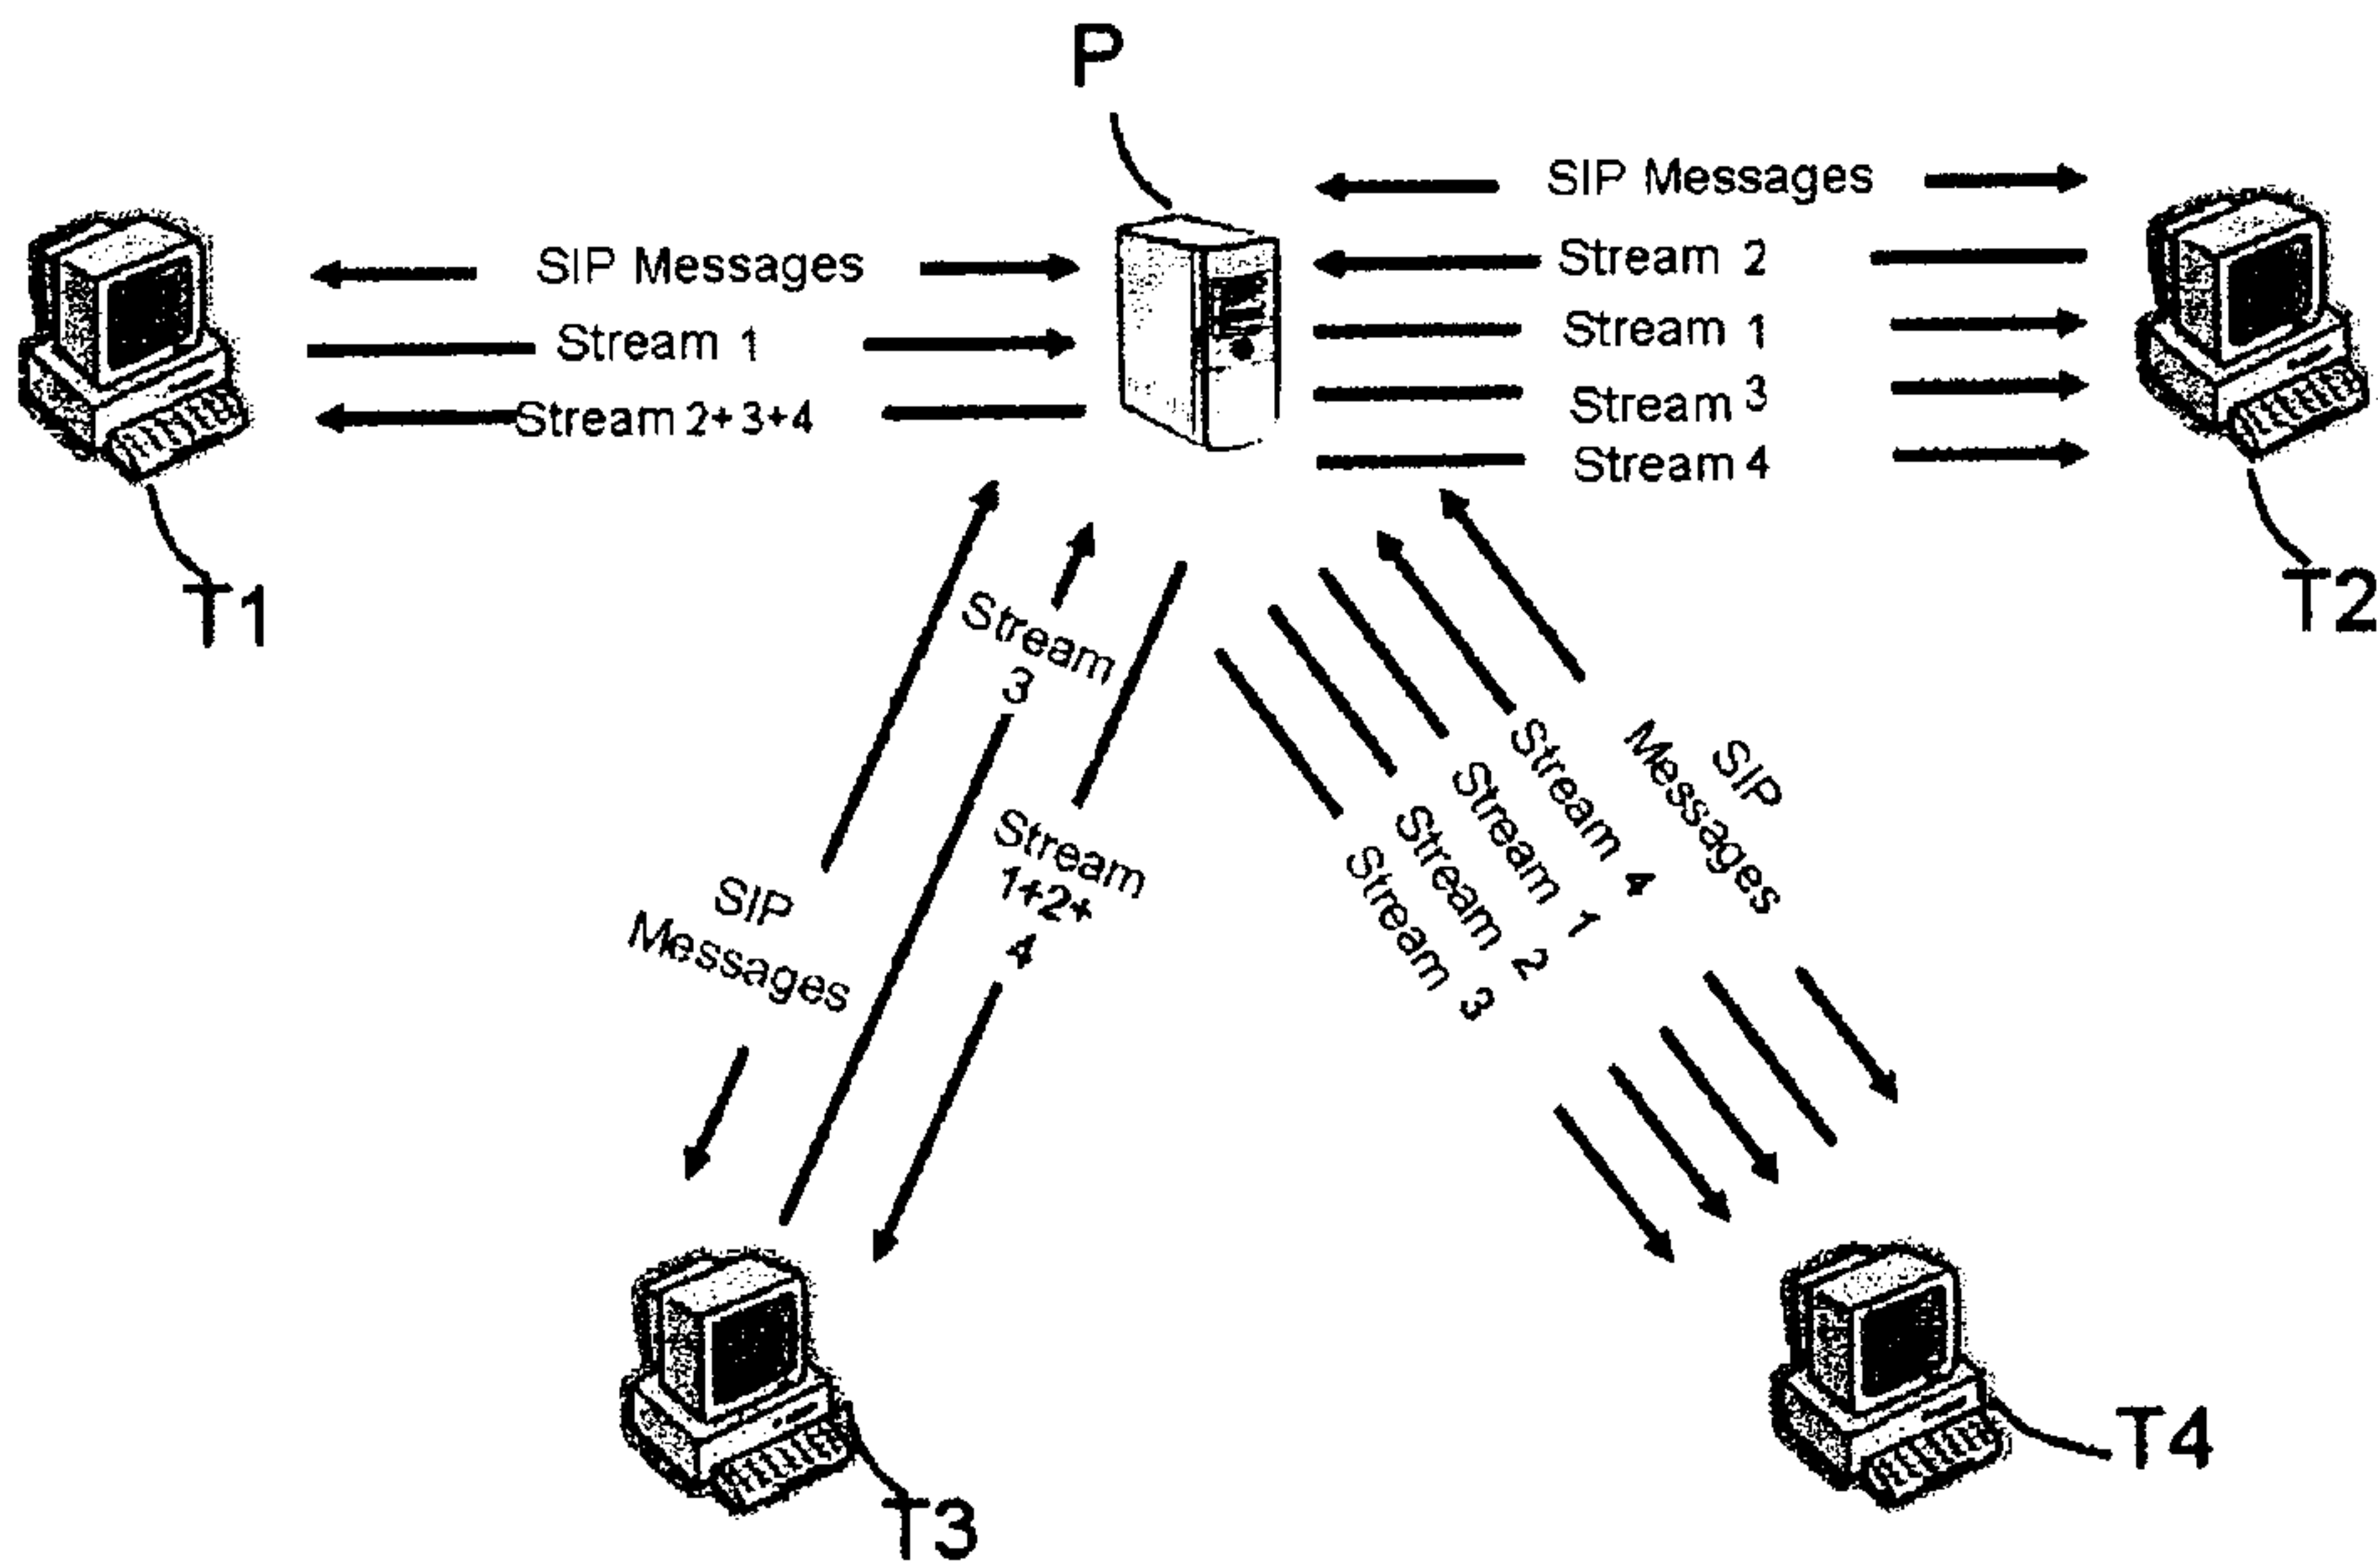 P
SIP Messages
Stream 2
Stream 1
Stream 3
Stream 4
SIP Messages
Stream 1
Stream 2+3+4
T1
T2
Stream
3
Stream
1+2+
4
SIP
Messages
SIP
Messages
Stream 4
Stream 1
Stream 2
Stream 3
T3
T4